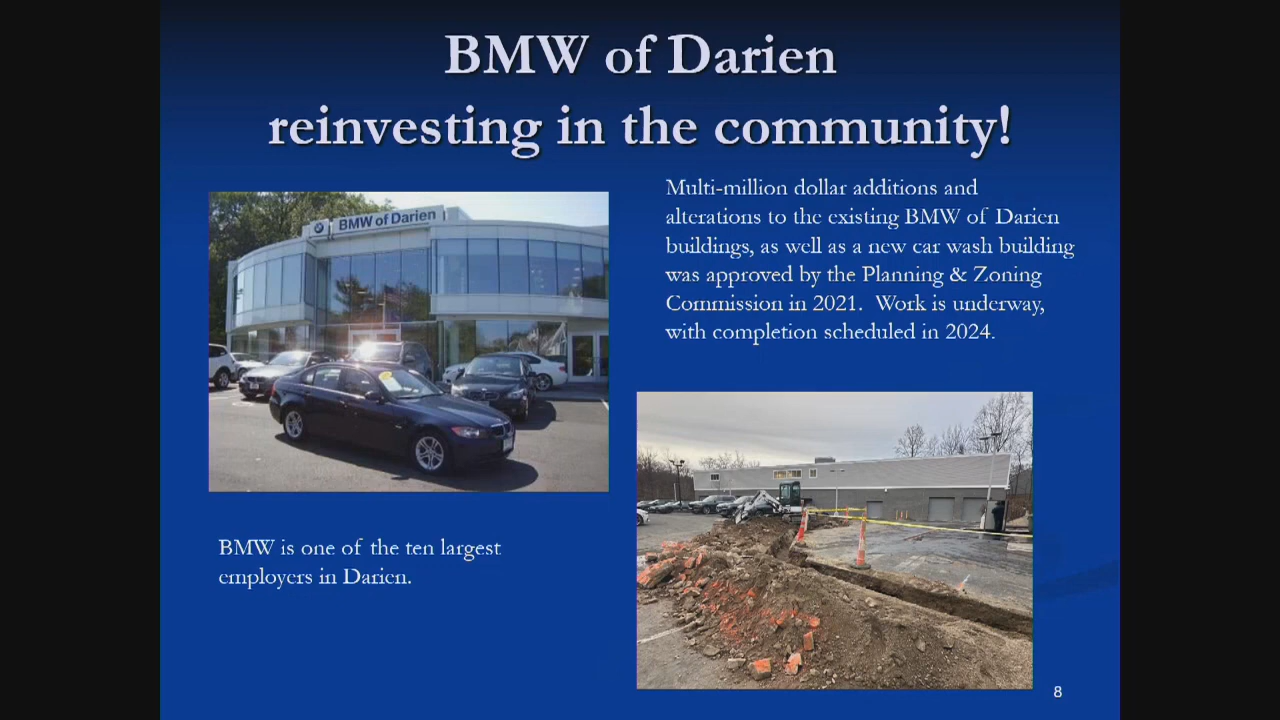 BMW of Darien
reinvesting in the community!
Multi-million dollar additions and
alterations to the existing BMW of Darien
buildings, as well as a new car wash building
was approved by the Planning & Zoning
Commission in 2021.  Work is underway,
with completion scheduled in 2024.
BMW of Darien
BMW is one of the ten largest
employers in Darien.
8